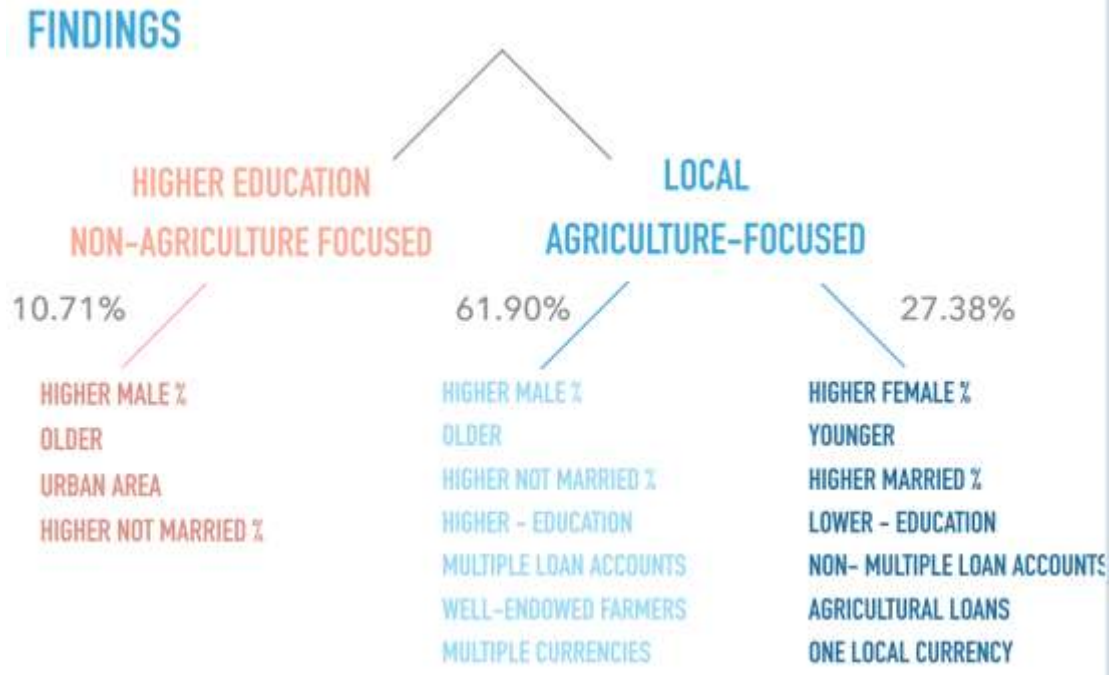 FINDINGS
HIGHER EDUCATION
NON-AGRICULTURE FOCUSED
LOCAL
AGRICULTURE-FOCUSED
10.71%
61.90%
27.38%
HIGHER MALE %
OLDER
URBAN AREA
HIGHER NOT MARRIED %
HIGHER MALE %
OLDER
HIGHER NOT MARRIED %
HIGHER - EDUCATION
MULTIPLE LOAN ACCOUNTS
WELL-ENDOWED FARMERS
MULTIPLE CURRENCIES
HIGHER FEMALE %
YOUNGER
HIGHER MARRIED %
LOWER - EDUCATION
NON- MULTIPLE LOAN ACCOUNTS
AGRICULTURAL LOANS
ONE LOCAL CURRENCY